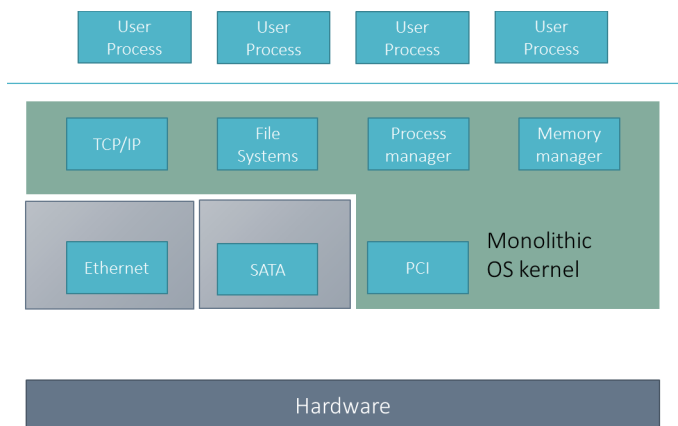 User
Process
User
Process
User
Process
User
Process
TCP/IP
File
Systems
Process
manager
Memory
manager
Ethernet
SATA
PCI
Monolithic
OS kernel
Hardware